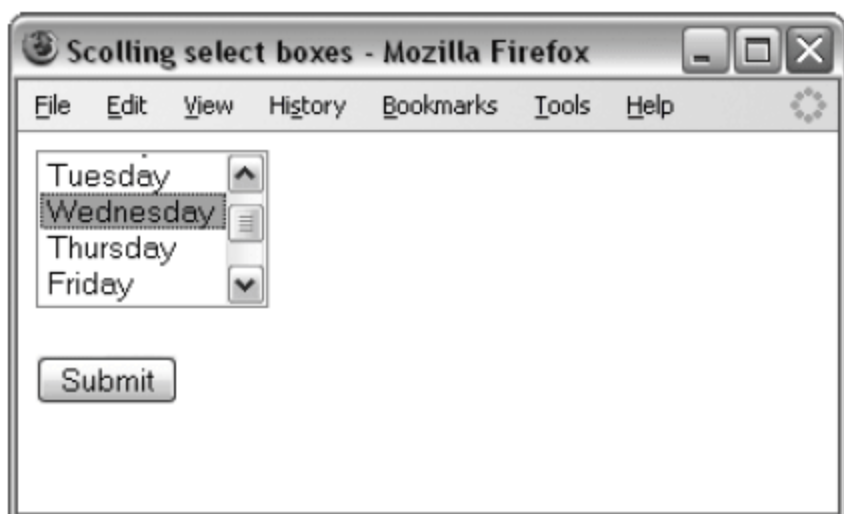 Scolling select boxes - Mozilla Firefox
File Edit View History Bookmarks Tools Help
Tuesday
Wednesday
Thursday
Friday
Submit